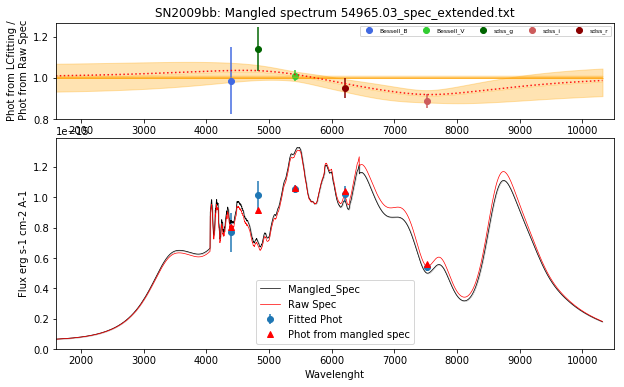 SN2009bb: Mangled spectrum 54965.03_spec_extended.txt
Phot from LCfitting /
Phot from Raw Spec
1.2
1.0
0.8
Bessell_B
Bessell_V
sdss_g
sdss_i
sdss_r
2000 3000 4000 5000 6000 7000 8000 9000 10000
Flux erg s-1 cm-2 A-1
1.2
1.0
0.8
0.6
0.4
0.2
0.0
Mangled_Spec
Raw Spec
Fitted Phot
Phot from mangled spec
2000 3000 4000 5000 6000 7000 8000 9000 10000
Wavelenght